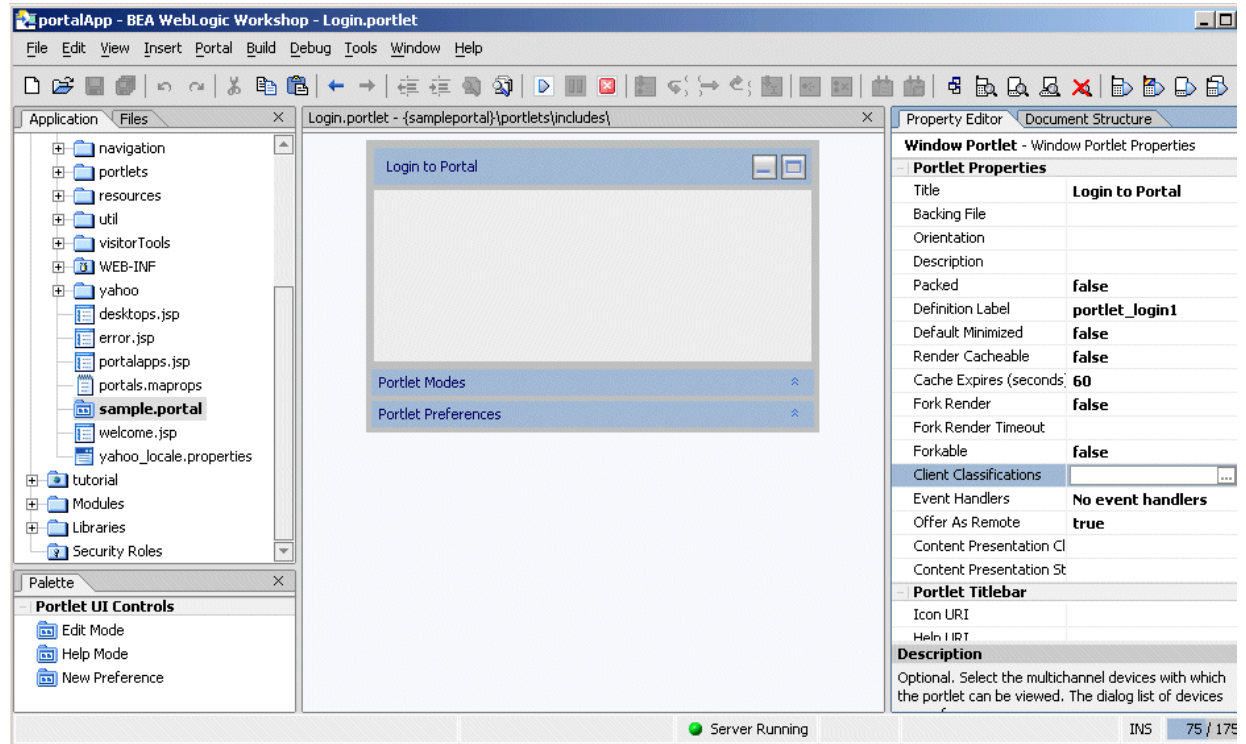 portalApp - BEA WebLogic Workshop - Login.portlet
File Edit View Insert Portal Build Debug Tools Window Help
Application Files
navigation
portlets
resources
util
visitorTools
WEB-INF
yahoo
desktops.jsp
error.jsp
portalapps.jsp
portals.maprops
sample.portal
welcome.jsp
yahoo_locale.properties
tutorial
Modules
Libraries
Security Roles
Palette
Portlet UI Controls
Edit Mode
Help Mode
New Preference
Login.portlet - {sampleportal}\portlets\includes\
Login to Portal
Portlet Modes
Portlet Preferences
Property Editor Document Structure
Window Portlet - Window Portlet Properties
Portlet Properties
Title Login to Portal
Backing File
Orientation
Description
Packed false
Definition Label portlet_login1
Default Minimized false
Render Cacheable false
Cache Expires (seconds) 60
Fork Render false
Fork Render Timeout
Forkable false
Client Classifications ...
Event Handlers No event handlers
Offer As Remote true
Content Presentation Cl
Content Presentation St
Portlet Titlebar
Icon URI
Help URI
Description
Optional. Select the multichannel devices with which
the portlet can be viewed. The dialog list of devices
Server Running
INS 75 / 175